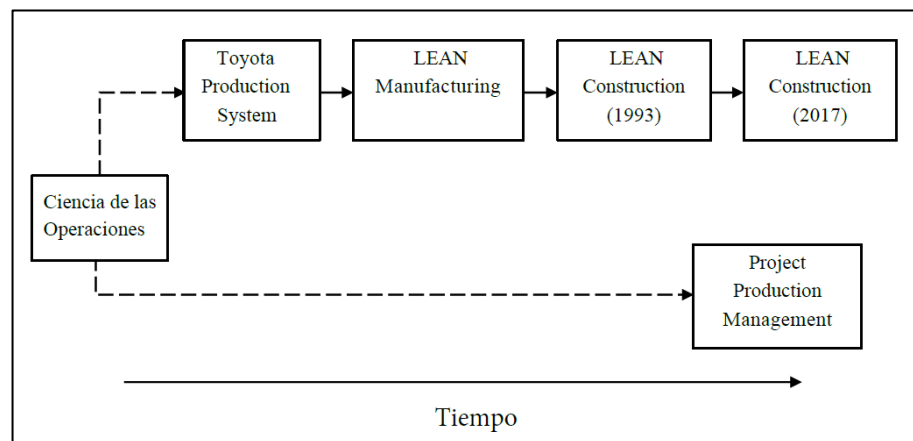 Toyota
Production
System
LEAN
Manufacturing
LEAN
Construction
(1993)
LEAN
Construction
(2017)
Ciencia de las
Operaciones
Project
Production
Management
Tiempo